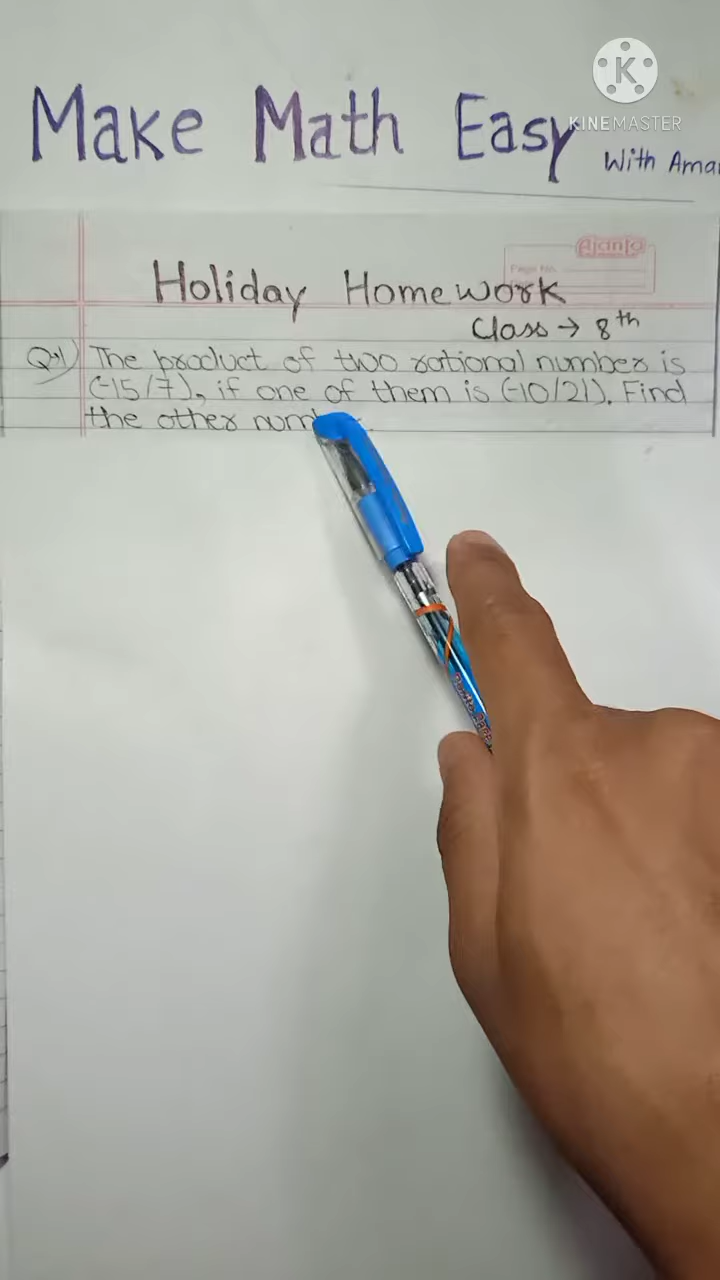 KINEMASTER
Make Math Easy
With Aman
Ajanta
Page No.
Holiday Homework
Class → 8th
Q.1) The product of two rational number is
(-15/7), if one of them is (-10/21). Find
the other